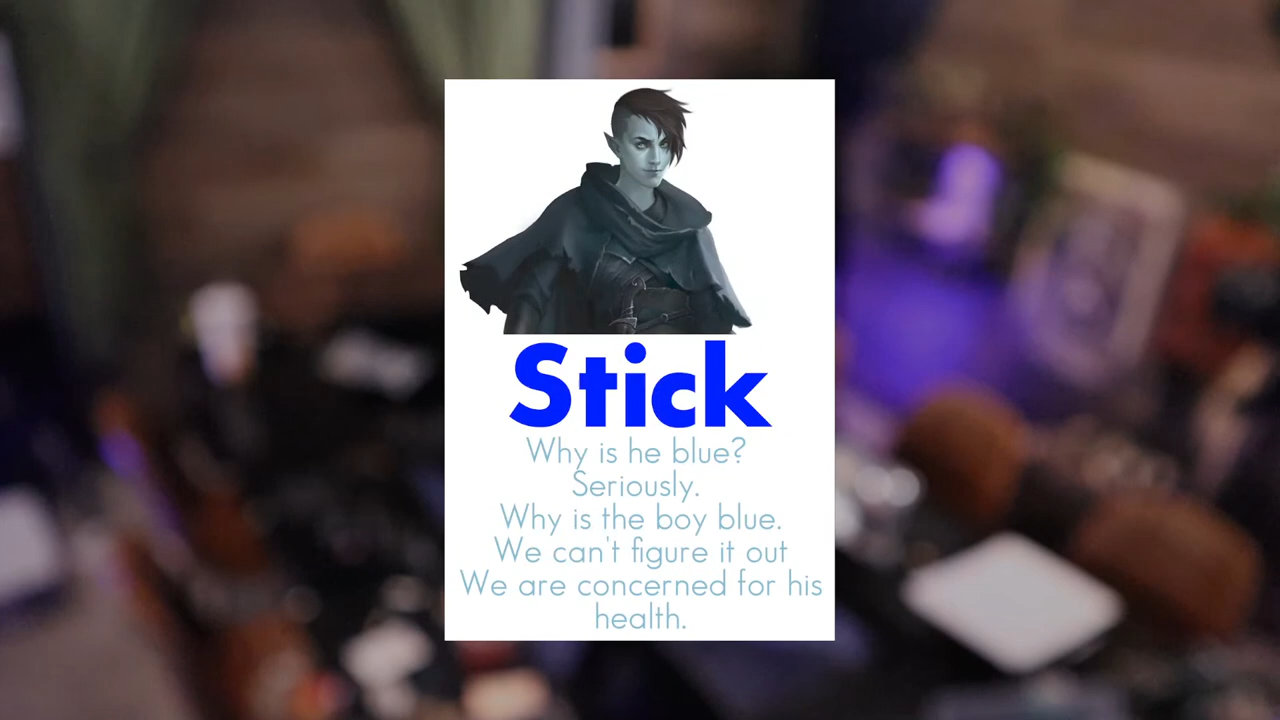 Stick
Why is he blue?
Seriously.
Why is the boy blue.
We can't figure it out
We are concerned for his
health.